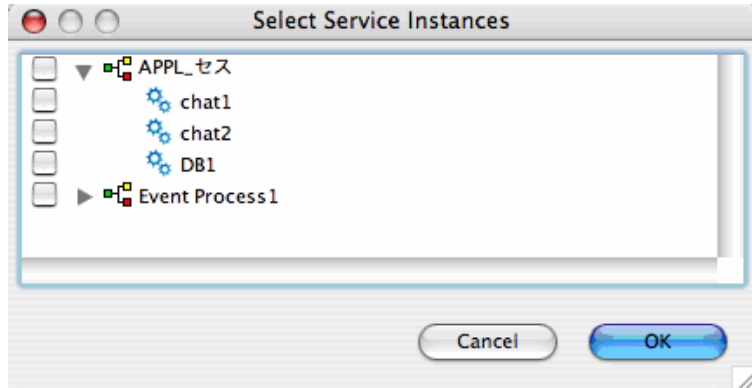 Select Service Instances
APPL_セス
chat1
chat2
DB1
Event Process1
Cancel
OK